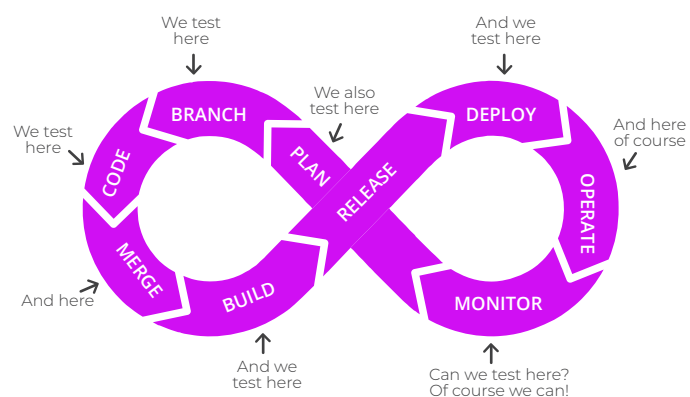 We test
here
And we
test here
We also
test here
BRANCH
DEPLOY
We test
here
And here
of course
CODE
PLAN
RELEASE
OPERATE
MERGE
BUILD
MONITOR
And here
And we
test here
Can we test here?
Of course we can!